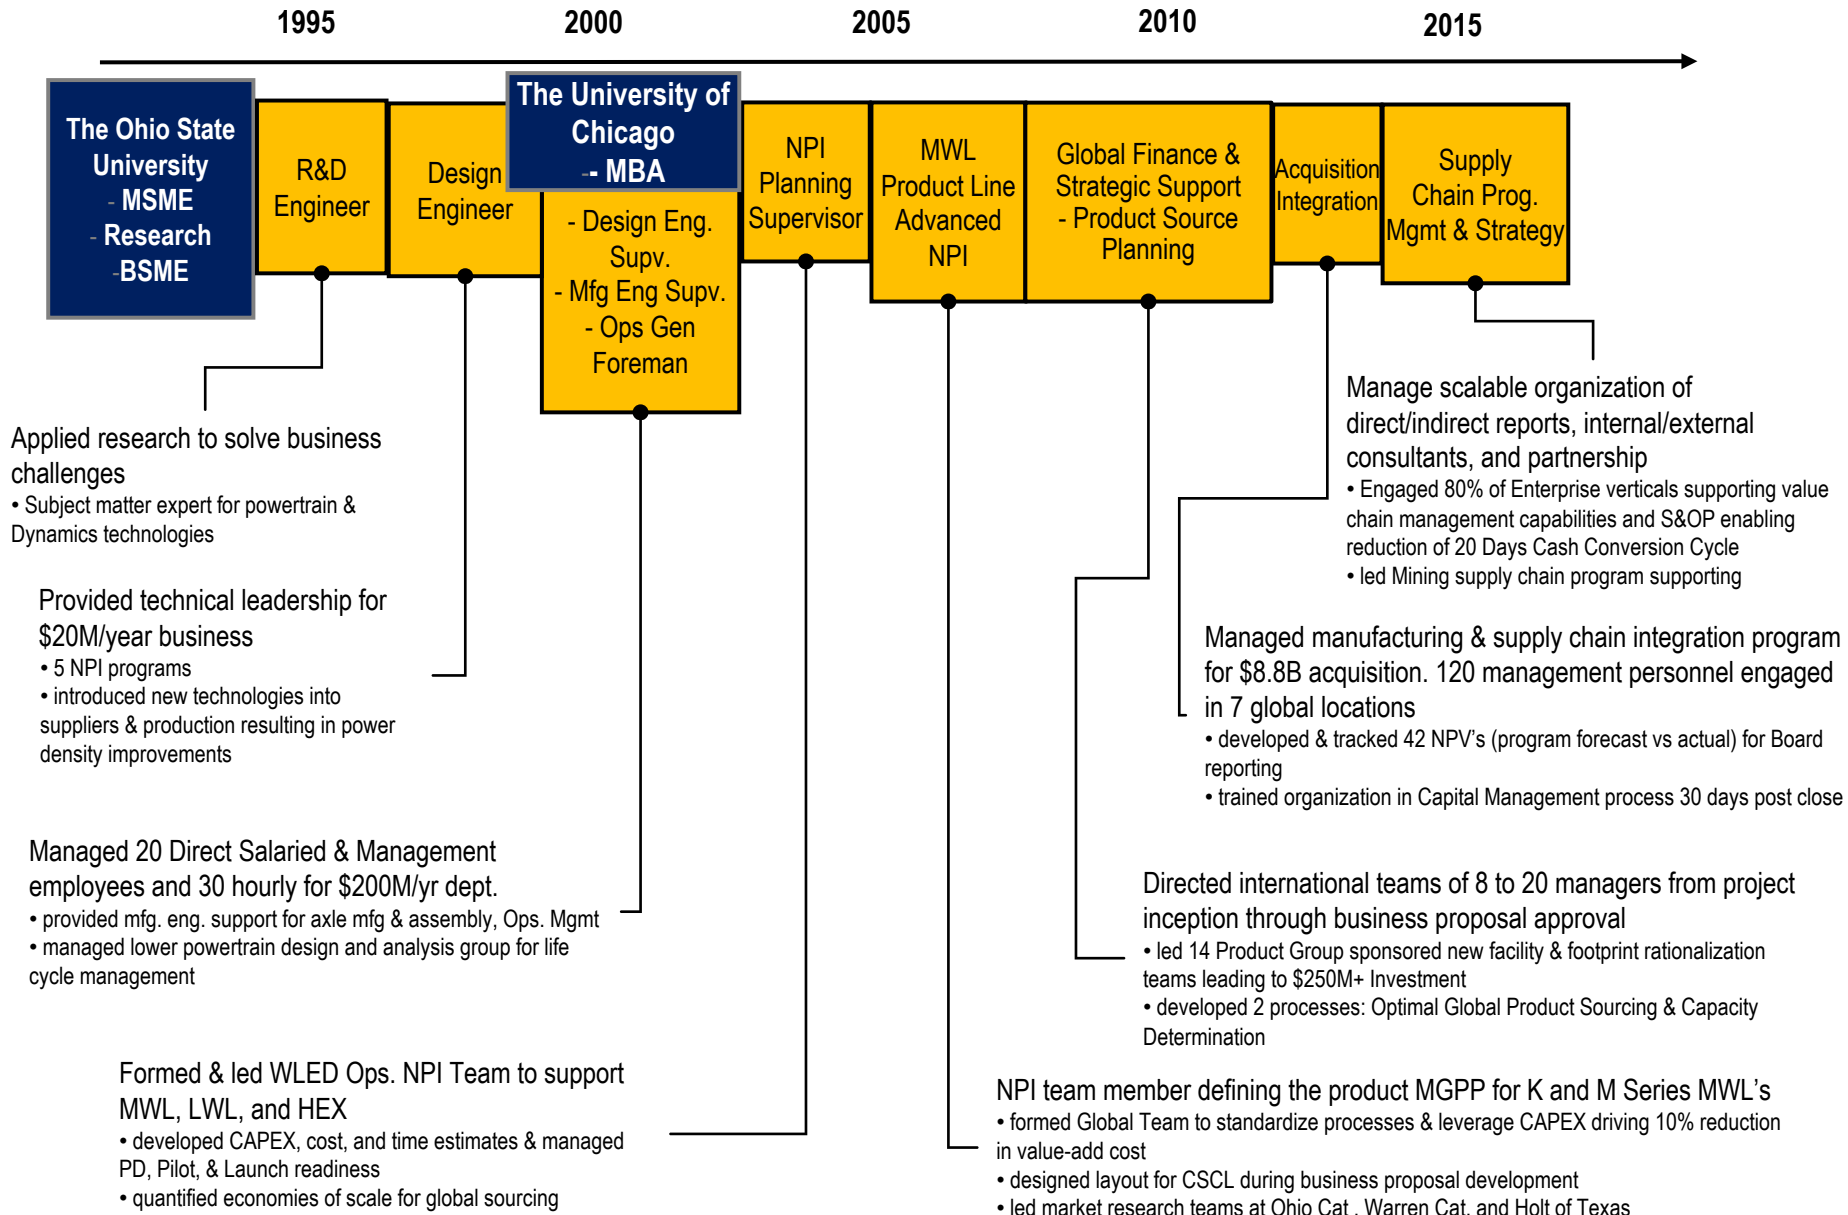 1995
2000
2005
2010
2015
The Ohio State
University
- MSME
- Research
-BSME
R&D
Engineer
Design
Engineer
The University of
Chicago
-- MBA
- Design Eng.
Supv.
- Mfg Eng Supv.
- Ops Gen
Foreman
NPI
Planning
Supervisor
MWL
Product Line
Advanced
NPI
Global Finance &
Strategic Support
- Product Source
Planning
Acquisition
Integration
Supply
Chain Prog.
Mgmt & Strategy
Applied research to solve business
challenges
• Subject matter expert for powertrain &
Dynamics technologies
Provided technical leadership for
$20M/year business
• 5 NPI programs
• introduced new technologies into
suppliers & production resulting in power
density improvements
Managed 20 Direct Salaried & Management
employees and 30 hourly for $200M/yr dept.
• provided mfg. eng. support for axle mfg & assembly, Ops. Mgmt
• managed lower powertrain design and analysis group for life
cycle management
Formed & led WLED Ops. NPI Team to support
MWL, LWL, and HEX
• developed CAPEX, cost, and time estimates & managed
PD, Pilot, & Launch readiness
• quantified economies of scale for global sourcing
Manage scalable organization of
direct/indirect reports, internal/external
consultants, and partnership
• Engaged 80% of Enterprise verticals supporting value
chain management capabilities and S&OP enabling
reduction of 20 Days Cash Conversion Cycle
• led Mining supply chain program supporting
Managed manufacturing & supply chain integration program
for $8.8B acquisition. 120 management personnel engaged
in 7 global locations
• developed & tracked 42 NPV's (program forecast vs actual) for Board
reporting
• trained organization in Capital Management process 30 days post close
Directed international teams of 8 to 20 managers from project
inception through business proposal approval
• led 14 Product Group sponsored new facility & footprint rationalization
teams leading to $250M+ Investment
• developed 2 processes: Optimal Global Product Sourcing & Capacity
Determination
NPI team member defining the product MGPP for K and M Series MWL's
• formed Global Team to standardize processes & leverage CAPEX driving 10% reduction
in value-add cost
• designed layout for CSCL during business proposal development
• led market research teams at Ohio Cat , Warren Cat, and Holt of Texas